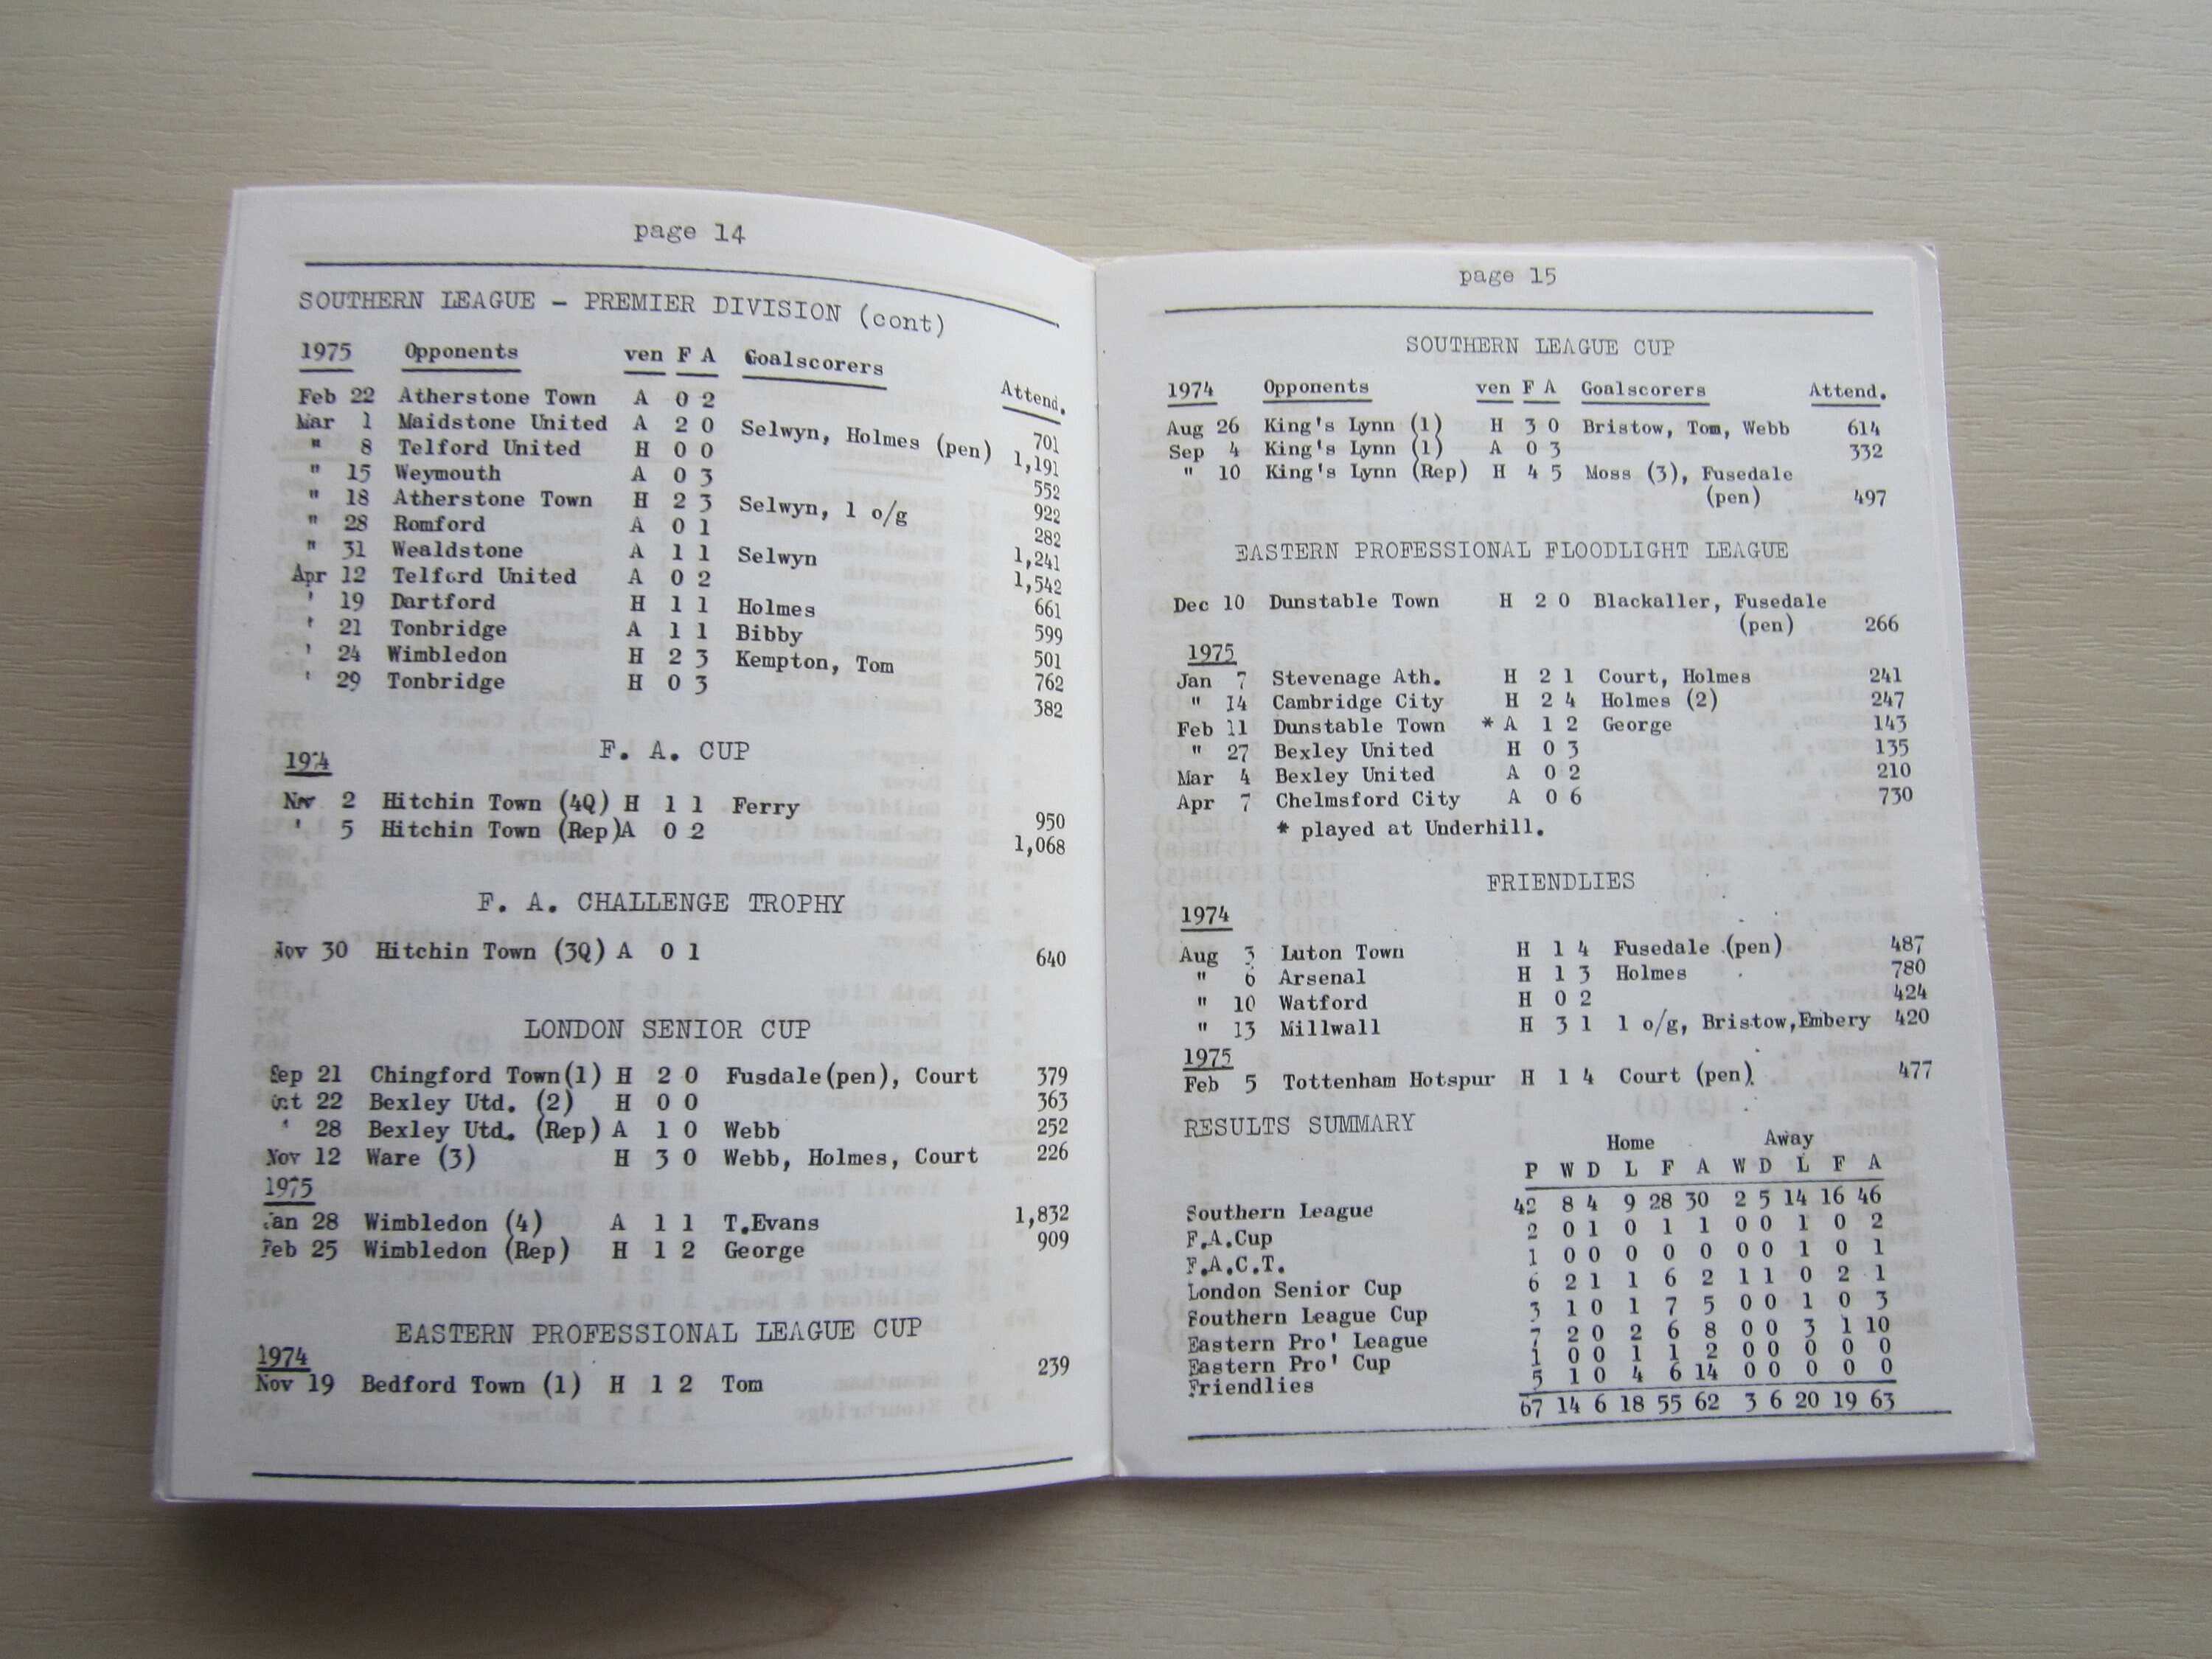 page 14
SOUTHERN LEAGUE - PREMIER DIVISION (cont)
1975 Opponents ven F A Goalscorers Attend.
Feb 22 Atherstone Town A 0 2 701
Mar 1 Maidstone United A 2 0 Selwyn, Holmes (pen) 1,191
" 8 Telford United H 0 0 552
" 15 Weymouth A 0 3 922
" 18 Atherstone Town H 2 3 Selwyn, 1 o/g 282
" 28 Romford A 0 1 1,241
" 31 Wealdstone A 1 1 Selwyn 1,542
Apr 12 Telford United A 0 2 661
' 19 Dartford H 1 1 Holmes 599
' 21 Tonbridge A 1 1 Bibby 501
' 24 Wimbledon H 2 3 Kempton, Tom 762
' 29 Tonbridge H 0 3 382
F. A. CUP
1974
Nov 2 Hitchin Town (4Q) H 1 1 Ferry 950
' 5 Hitchin Town (Rep)A 0 2 1,068
F. A. CHALLENGE TROPHY
Nov 30 Hitchin Town (3Q) A 0 1 640
LONDON SENIOR CUP
Sep 21 Chingford Town(1) H 2 0 Fusdale(pen), Court 379
Oct 22 Bexley Utd. (2) H 0 0 363
' 28 Bexley Utd. (Rep) A 1 0 Webb 252
Nov 12 Ware (3) H 3 0 Webb, Holmes, Court 226
1975
Jan 28 Wimbledon (4) A 1 1 T.Evans 1,832
Feb 25 Wimbledon (Rep) H 1 2 George 909
EASTERN PROFESSIONAL LEAGUE CUP
1974
Nov 19 Bedford Town (1) H 1 2 Tom 239
page 15
SOUTHERN LEAGUE CUP
1974 Opponents ven F A Goalscorers Attend.
Aug 26 King's Lynn (1) H 3 0 Bristow, Tom, Webb 614
Sep 4 King's Lynn (1) A 0 3 332
" 10 King's Lynn (Rep) H 4 5 Moss (3), Fusedale
(pen) 497
EASTERN PROFESSIONAL FLOODLIGHT LEAGUE
Dec 10 Dunstable Town H 2 0 Blackaller, Fusedale
(pen) 266
1975
Jan 7 Stevenage Ath. H 2 1 Court, Holmes 241
" 14 Cambridge City H 2 4 Holmes (2) 247
Feb 11 Dunstable Town * A 1 2 George 143
" 27 Bexley United H 0 3 135
Mar 4 Bexley United A 0 2 210
Apr 7 Chelmsford City A 0 6 730
* played at Underhill.
FRIENDLIES
1974
Aug 3 Luton Town H 1 4 Fusedale (pen) 487
" 6 Arsenal H 1 3 Holmes 780
" 10 Watford H 0 2 424
" 13 Millwall H 3 1 1 o/g, Bristow,Embery 420
1975
Feb 5 Tottenham Hotspur H 1 4 Court (pen) 477
RESULTS SUMMARY
Home Away
P W D L F A W D L F A
Southern League 42 8 4 9 28 30 2 5 14 16 46
F.A.Cup 2 0 1 0 1 1 0 0 1 0 2
F.A.C.T. 1 0 0 0 0 0 0 0 1 0 1
London Senior Cup 6 2 1 1 6 2 1 1 0 2 1
Southern League Cup 3 1 0 1 7 5 0 0 1 0 3
Eastern Pro' League 7 2 0 2 6 8 0 0 3 1 10
Eastern Pro' Cup 1 0 0 1 1 2 0 0 0 0 0
Friendlies 5 1 0 4 6 14 0 0 0 0 0
67 14 6 18 55 62 3 6 20 19 63